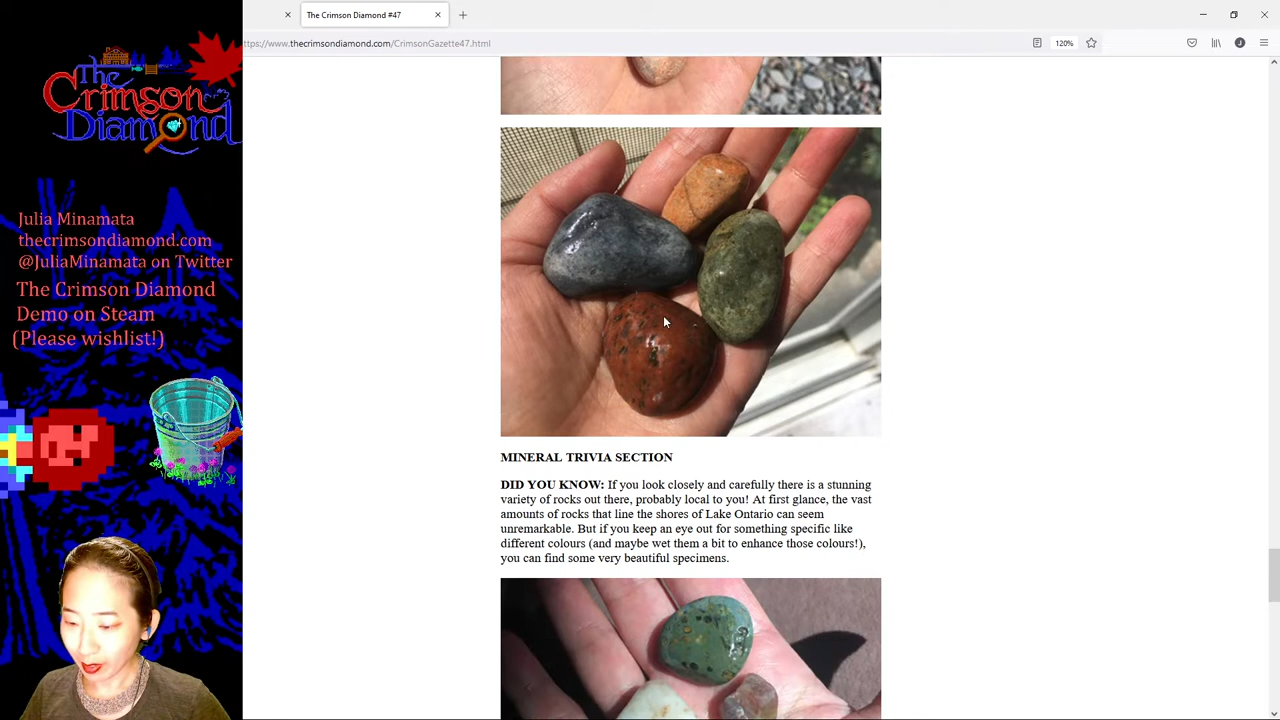 The Crimson Diamond #47
https://www.thecrimsondiamond.com/CrimsonGazette47.html
120%
The
Crimson
Diamond
Julia Minamata
thecrimsondiamond.com
@JuliaMinamata on Twitter
The Crimson Diamond
Demo on Steam
(Please wishlist!)
MINERAL TRIVIA SECTION
DID YOU KNOW: If you look closely and carefully there is a stunning
variety of rocks out there, probably local to you! At first glance, the vast
amounts of rocks that line the shores of Lake Ontario can seem
unremarkable. But if you keep an eye out for something specific like
different colours (and maybe wet them a bit to enhance those colours!),
you can find some very beautiful specimens.